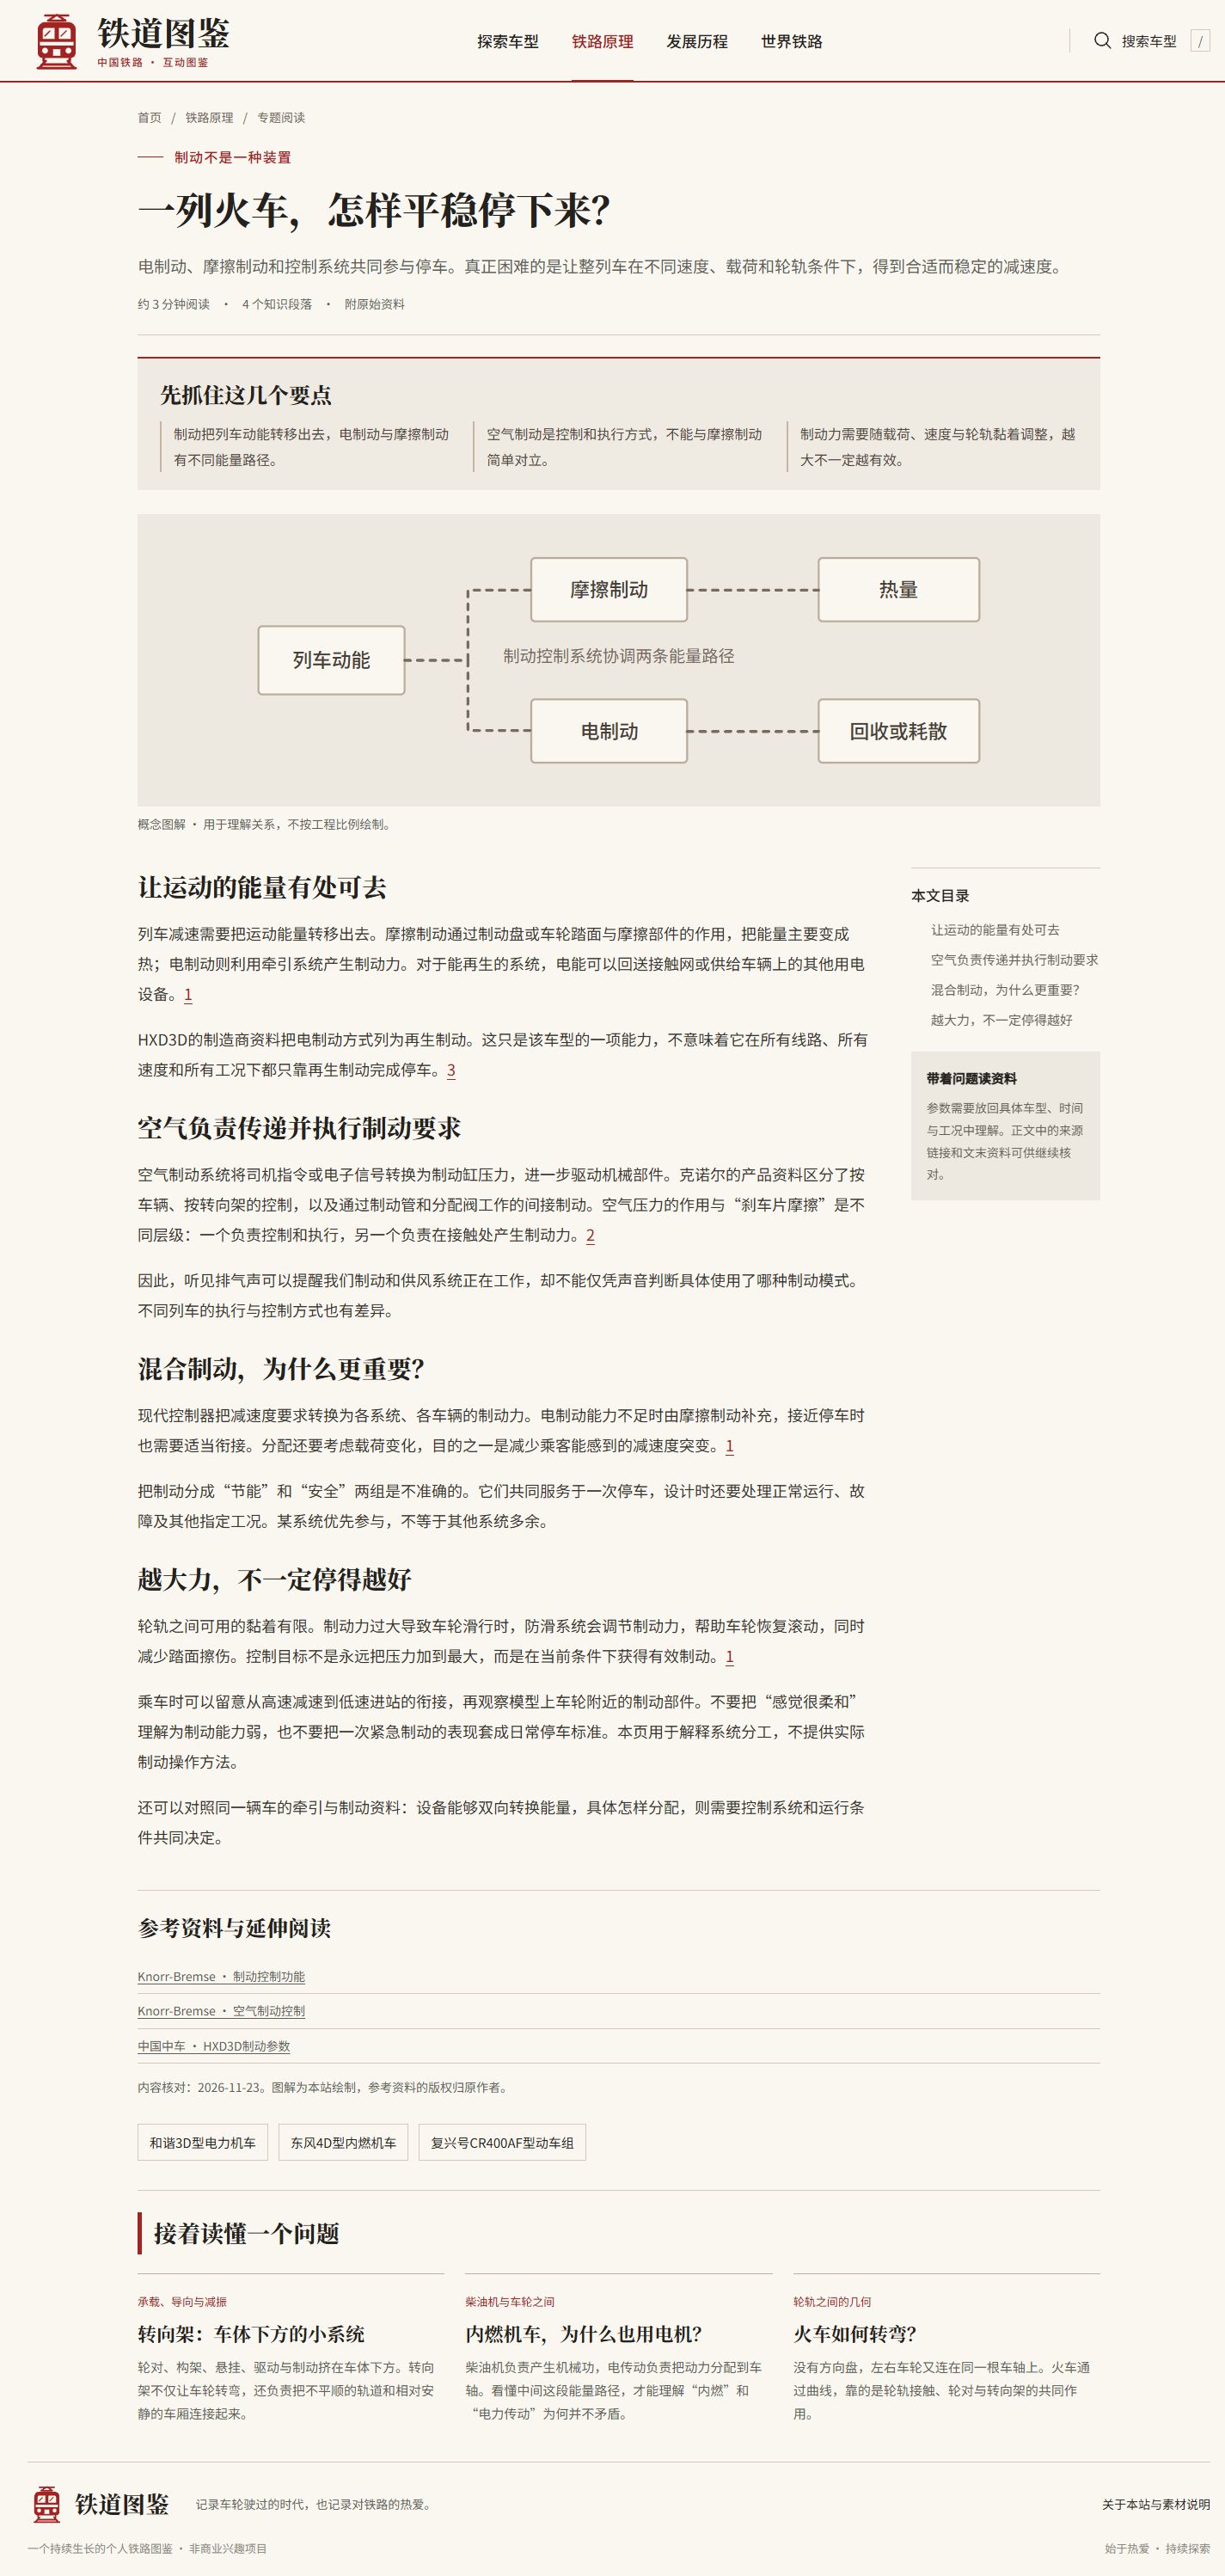 铁道图鉴
中国铁路 • 互动图鉴
探索车型
铁路原理
发展历程
世界铁路
搜索车型
/
首页 / 铁路原理 / 专题阅读
制动不是一种装置
一列火车，怎样平稳停下来？
电制动、摩擦制动和控制系统共同参与停车。真正困难的是让整列车在不同速度、载荷和轮轨条件下，得到合适而稳定的减速度。
约 3 分钟阅读 • 4 个知识段落 • 附原始资料
先抓住这几个要点
制动把列车动能转移出去，电制动与摩擦制动
有不同能量路径。
空气制动是控制和执行方式，不能与摩擦制动
简单对立。
制动力需要随载荷、速度与轮轨黏着调整，越
大不一定越有效。
摩擦制动
热量
列车动能
制动控制系统协调两条能量路径
电制动
回收或耗散
概念图解 • 用于理解关系，不按工程比例绘制。
让运动的能量有处可去
列车减速需要把运动能量转移出去。摩擦制动通过制动盘或车轮踏面与摩擦部件的作用，把能量主要变成
热；电制动则利用牵引系统产生制动力。对于能再生的系统，电能可以回送接触网或供给车辆上的其他用电
设备。1
HXD3D的制造商资料把电制动方式列为再生制动。这只是该车型的一项能力，不意味着它在所有线路、所有
速度和所有工况下都只靠再生制动完成停车。3
空气负责传递并执行制动要求
空气制动系统将司机指令或电子信号转换为制动缸压力，进一步驱动机械部件。克诺尔的产品资料区分了按
车辆、按转向架的控制，以及通过制动管和分配阀工作的间接制动。空气压力的作用与“刹车片摩擦”是不
同层级：一个负责控制和执行，另一个负责在接触处产生制动力。2
因此，听见排气声可以提醒我们制动和供风系统正在工作，却不能仅凭声音判断具体使用了哪种制动模式。
不同列车的执行与控制方式也有差异。
混合制动，为什么更重要？
现代控制器把减速度要求转换为各系统、各车辆的制动力。电制动能力不足时由摩擦制动补充，接近停车时
也需要适当衔接。分配还要考虑载荷变化，目的之一是减少乘客能感到的减速度突变。1
把制动分成“节能”和“安全”两组是不准确的。它们共同服务于一次停车，设计时还要处理正常运行、故
障及其他指定工况。某系统优先参与，不等于其他系统多余。
越大力，不一定停得越好
轮轨之间可用的黏着有限。制动力过大导致车轮滑行时，防滑系统会调节制动力，帮助车轮恢复滚动，同时
减少踏面擦伤。控制目标不是永远把压力加到最大，而是在当前条件下获得有效制动。1
乘车时可以留意从高速减速到低速进站的衔接，再观察模型上车轮附近的制动部件。不要把“感觉很柔和”
理解为制动能力弱，也不要把一次紧急制动的表现套成日常停车标准。本页用于解释系统分工，不提供实际
制动操作方法。
还可以对照同一辆车的牵引与制动资料：设备能够双向转换能量，具体怎样分配，则需要控制系统和运行条
件共同决定。
本文目录
让运动的能量有处可去
空气负责传递并执行制动要求
混合制动，为什么更重要？
越大力，不一定停得越好
带着问题读资料
参数需要放回具体车型、时间
与工况中理解。正文中的来源
链接和文末资料可供继续核
对。
参考资料与延伸阅读
Knorr-Bremse • 制动控制功能
Knorr-Bremse • 空气制动控制
中国中车 • HXD3D制动参数
内容核对：2026-11-23。图解为本站绘制，参考资料的版权归原作者。
和谐3D型电力机车
东风4D型内燃机车
复兴号CR400AF型动车组
接着读懂一个问题
承载、导向与减振
转向架：车体下方的小系统
轮对、构架、悬挂、驱动与制动挤在车体下方。转向
架不仅让车轮转弯，还负责把不平顺的轨道和相对安
静的车厢连接起来。
柴油机与车轮之间
内燃机车，为什么也用电机？
柴油机负责产生机械功，电传动负责把动力分配到车
轴。看懂中间这段能量路径，才能理解“内燃”和
“电力传动”为何并不矛盾。
轮轨之间的几何
火车如何转弯？
没有方向盘，左右车轮又连在同一根车轴上。火车通
过曲线，靠的是轮轨接触、轮对与转向架的共同作
用。
铁道图鉴
记录车轮驶过的时代，也记录对铁路的热爱。
关于本站与素材说明
一个持续生长的个人铁路图鉴 • 非商业兴趣项目
始于热爱 • 持续探索